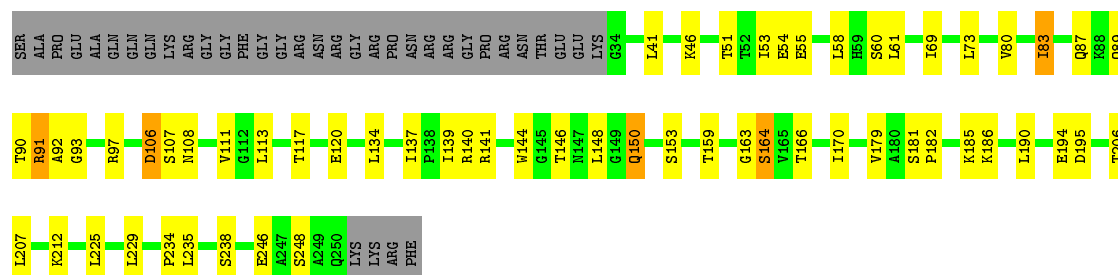 SER ALA PRO GLU ALA GLN GLN GLN LYS ARG GLY GLY PHE GLY GLY ARG ASN ARG GLY ARG PRO ASN ARG ARG GLY PRO ARG ASN THR GLU GLU LYS G34 L41 K46 T51 T52 I53 E54 E55 L58 H59 S60 L61 I69 L73 V80 I83 Q87 K88 Q89
T90 R91 A92 G93 R97 D106 S107 N108 V111 G112 L113 T117 E120 L134 I137 P138 I139 R140 R141 W144 G145 T146 N147 L148 G149 Q150 S153 T159 G163 S164 V165 T166 I170 V179 A180 S181 P182 K185 K186 L190 E194 D195 T206
L207 K212 L225 L229 P234 L235 S238 E246 A247 S248 A249 Q250 LYS LYS ARG PHE